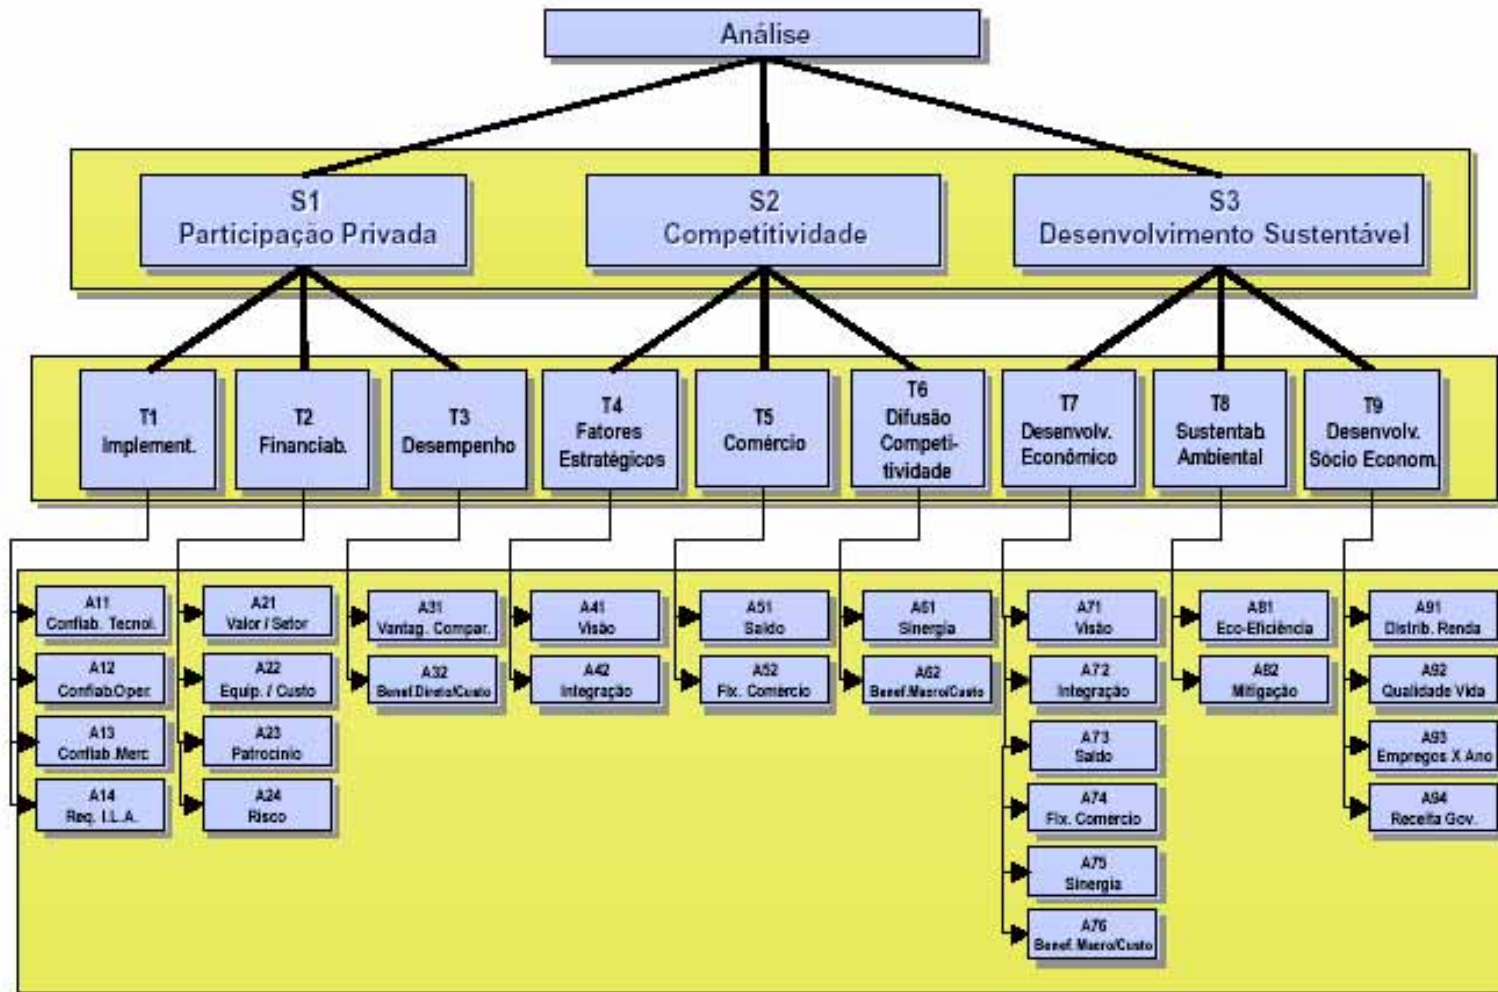 Análise
S1
Participação Privada
S2
Competitividade
S3
Desenvolvimento Sustentável
T1
Implement.
T2
Financiab.
T3
Desempenho
T4
Fatores
Estratégicos
T5
Comércio
T6
Difusão
Competi-
tividade
T7
Desenvolv.
Econômico
T8
Sustentab.
Ambiental
T9
Desenvolv.
Sócio Econom.
A11
Confiab. Tecnol.
A12
Confiab.Oper.
A13
Confiab.Merc
A14
Req. I.L.A.
A21
Valor / Setor
A22
Equip. / Custo
A23
Patrocínio
A24
Risco
A31
Vantag. Compar.
A32
Benef.Direto/Custo
A41
Visão
A42
Integração
A51
Saldo
A52
Flx. Comércio
A61
Sinergia
A62
Benef.Macro/Custo
A71
Visão
A72
Integração
A73
Saldo
A74
Flx. Comércio
A75
Sinergia
A76
Benef.Macro/Custo
A81
Eco-Eficiência
A82
Mitigação
A91
Distrib. Renda
A92
Qualidade Vida
A93
Empregos X Ano
A94
Receita Gov.